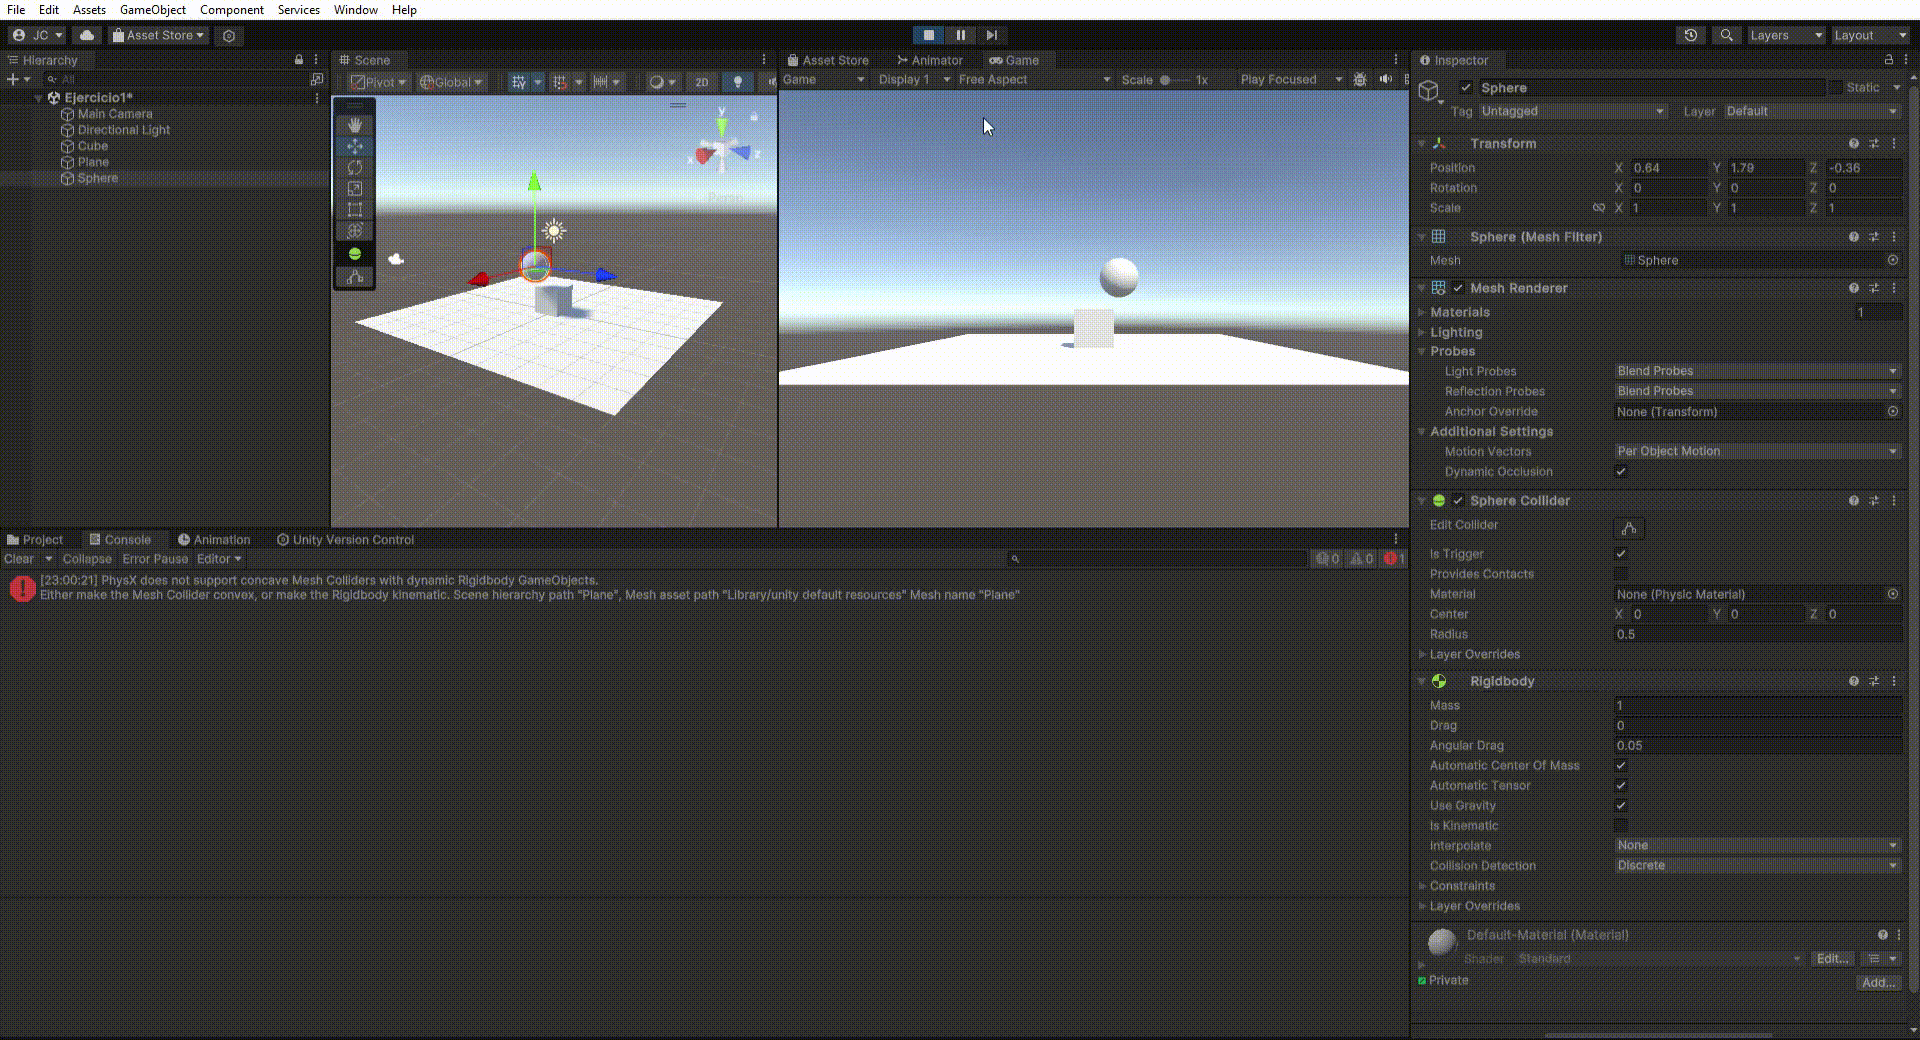 File Edit Assets GameObject Component Services Window Help
JC Asset Store Layers Layout
Hierarchy
All
Ejercicio1*
Main Camera
Directional Light
Cube
Plane
Sphere
Scene
Pivot Global 2D
y
x z
Persp
Asset Store Animator Game
Game Display 1 Free Aspect Scale 1x Play Focused
Project Console Animation Unity Version Control
Clear Collapse Error Pause Editor 0 0 1
[23:00:21] PhysX does not support concave Mesh Colliders with dynamic Rigidbody GameObjects.
Either make the Mesh Collider convex, or make the Rigidbody kinematic. Scene hierarchy path "Plane", Mesh asset path "Library/unity default resources" Mesh name "Plane"
Inspector
Sphere Static
Tag Untagged Layer Default
Transform
Position X 0.64 Y 1.79 Z -0.36
Rotation X 0 Y 0 Z 0
Scale X 1 Y 1 Z 1
Sphere (Mesh Filter)
Mesh Sphere
Mesh Renderer
Materials 1
Lighting
Probes
Light Probes Blend Probes
Reflection Probes Blend Probes
Anchor Override None (Transform)
Additional Settings
Motion Vectors Per Object Motion
Dynamic Occlusion
Sphere Collider
Edit Collider
Is Trigger
Provides Contacts
Material None (Physic Material)
Center X 0 Y 0 Z 0
Radius 0.5
Layer Overrides
Rigidbody
Mass 1
Drag 0
Angular Drag 0.05
Automatic Center Of Mass
Automatic Tensor
Use Gravity
Is Kinematic
Interpolate None
Collision Detection Discrete
Constraints
Layer Overrides
Default-Material (Material)
Shader Standard Edit...
Private
Add...